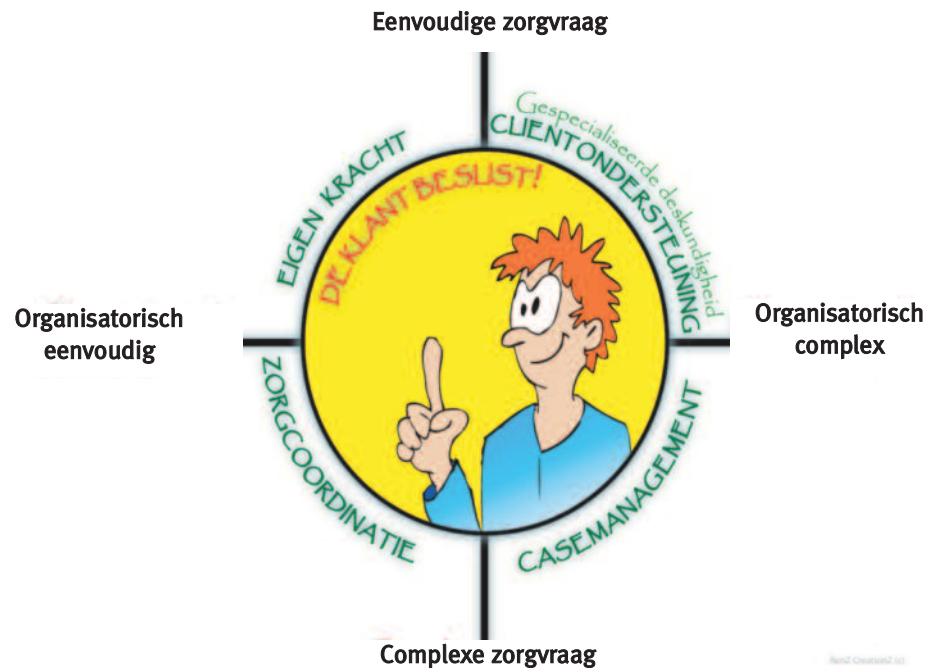 Eenvoudige zorgvraag
Gespecialiseerde deskundigheid
CLIENTONDERSTEUNING
EIGEN KRACHT
DE KLANT BESLIST!
Organisatorisch
eenvoudig
Organisatorisch
complex
ZORGCOORDINATIE
CASEMANAGEMENT
Complexe zorgvraag